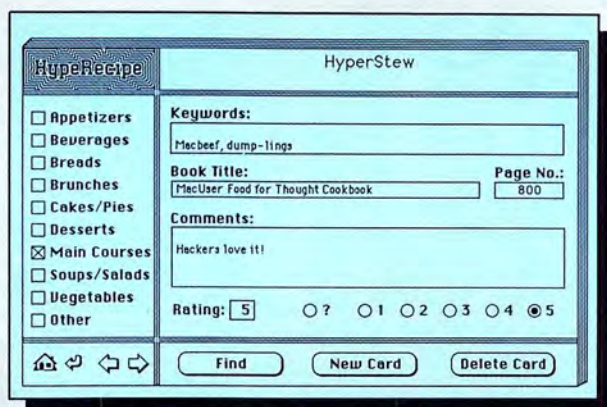 HypeRecipe
HyperStew
Appetizers
Beverages
Breads
Brunches
Cakes/Pies
Desserts
Main Courses
Soups/Salads
Vegetables
Other
Keywords:
Macbeef, dump-lings
Book Title:
Page No.:
MacUser Food for Thought Cookbook
800
Comments:
Hackers love it!
Rating: 5 ? 1 2 3 4 5
Find
New Card
Delete Card